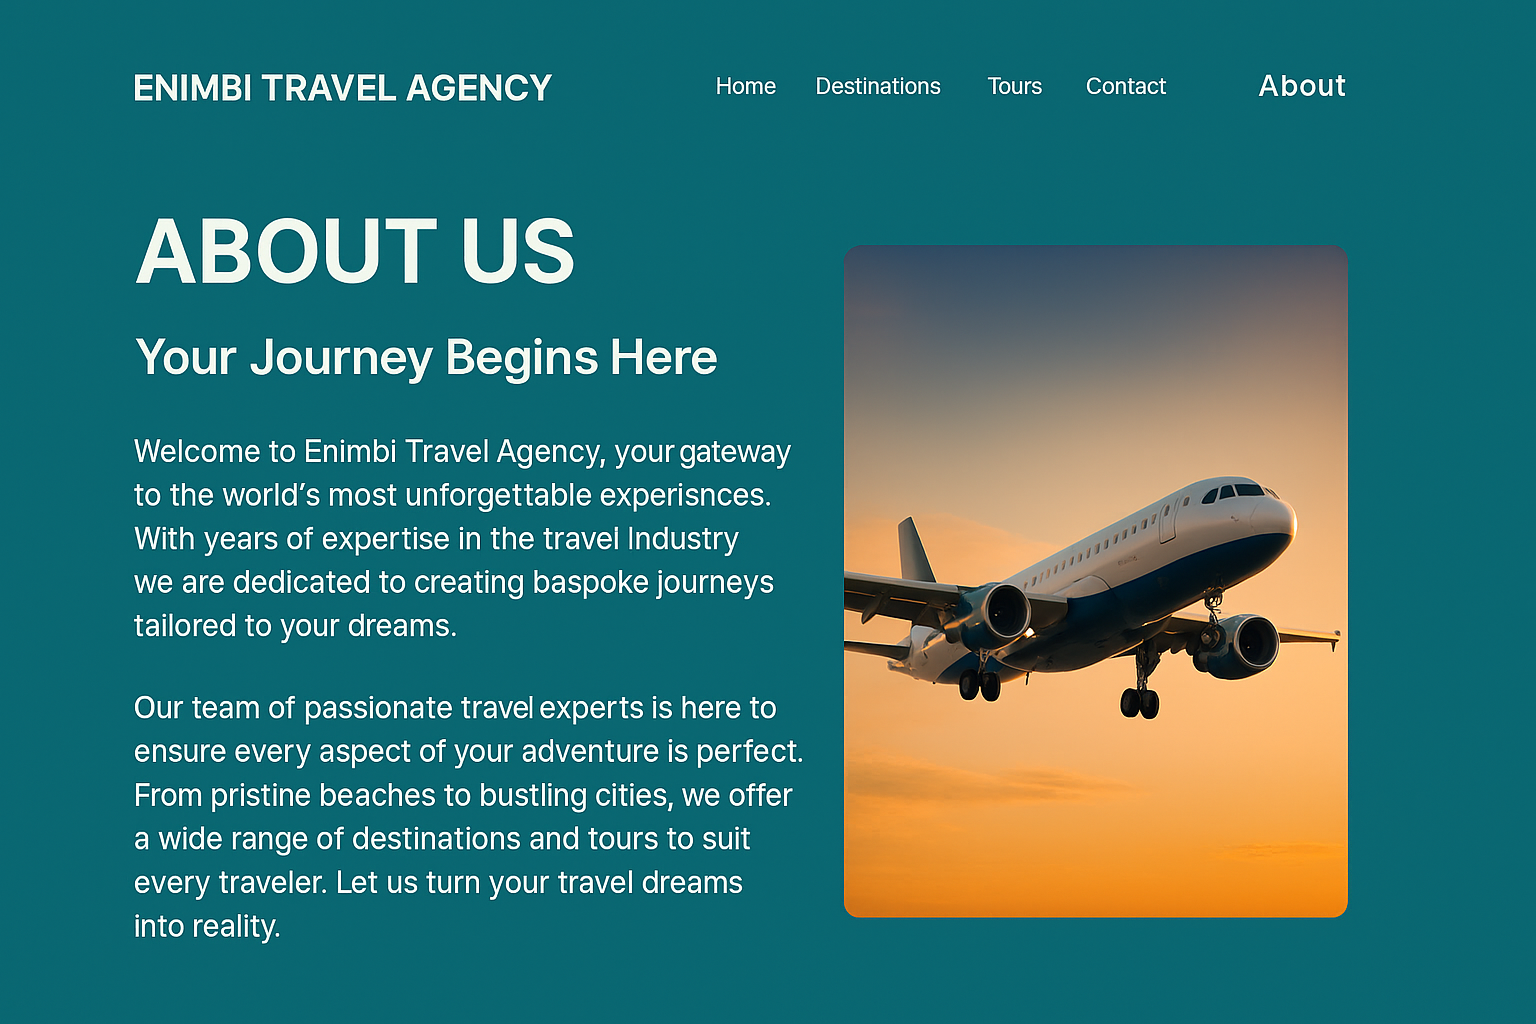 ENIMBI TRAVEL AGENCY
Home Destinations Tours Contact About
ABOUT US
Your Journey Begins Here
Welcome to Enimbi Travel Agency, your gateway
to the world’s most unforgettable experisnces.
With years of expertise in the travel Industry
we are dedicated to creating baspoke journeys
tailored to your dreams.
Our team of passionate travel experts is here to
ensure every aspect of your adventure is perfect.
From pristine beaches to bustling cities, we offer
a wide range of destinations and tours to suit
every traveler. Let us turn your travel dreams
into reality.